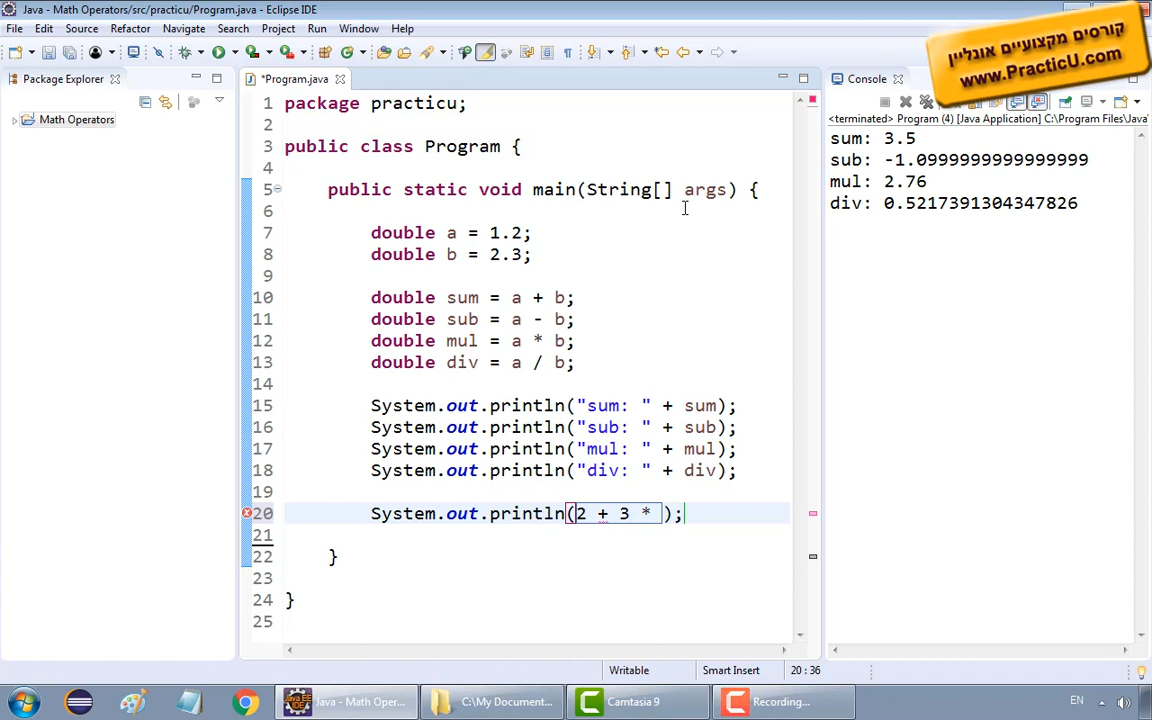 Java - Math Operators/src/practicu/Program.java - Eclipse IDE
File Edit Source Refactor Navigate Search Project Run Window Help
קורסים מקצועיים אונליין
www.PracticU.com
Package Explorer
*Program.java
Console
Math Operators
<terminated> Program (4) [Java Application] C:\Program Files\Java\
1 package practicu;
2
3 public class Program {
4
5 public static void main(String[] args) {
6
7 double a = 1.2;
8 double b = 2.3;
9
10 double sum = a + b;
11 double sub = a - b;
12 double mul = a * b;
13 double div = a / b;
14
15 System.out.println("sum: " + sum);
16 System.out.println("sub: " + sub);
17 System.out.println("mul: " + mul);
18 System.out.println("div: " + div);
19
20 System.out.println(2 + 3 * );
21
22 }
23
24 }
25
sum: 3.5
sub: -1.0999999999999999
mul: 2.76
div: 0.5217391304347826
Writable Smart Insert 20 : 36
Java - Math Oper... C:\My Document... Camtasia 9 Recording... EN